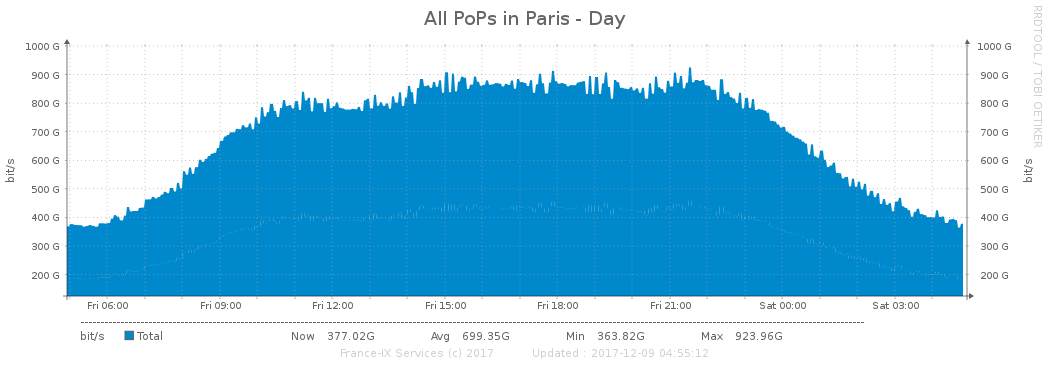 All PoPs in Paris - Day
RRDTOOL / TOBI OETIKER
1000 G 1000 G
900 G 900 G
800 G 800 G
700 G 700 G
600 G 600 G
500 G 500 G
400 G 400 G
300 G 300 G
200 G 200 G
bit/s bit/s
Fri 06:00 Fri 09:00 Fri 12:00 Fri 15:00 Fri 18:00 Fri 21:00 Sat 00:00 Sat 03:00
bit/s Total Now 377.02G Avg 699.35G Min 363.82G Max 923.96G
France-IX Services (c) 2017 Updated : 2017-12-09 04:55:12